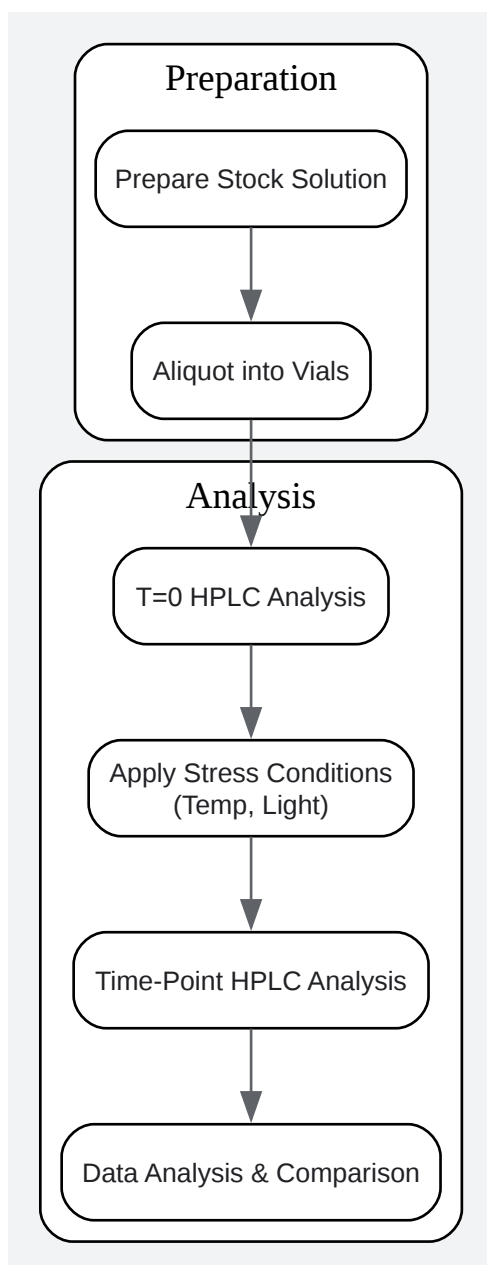 Preparation
Prepare Stock Solution
Aliquot into Vials
Analysis
T=0 HPLC Analysis
Apply Stress Conditions
(Temp, Light)
Time-Point HPLC Analysis
Data Analysis & Comparison